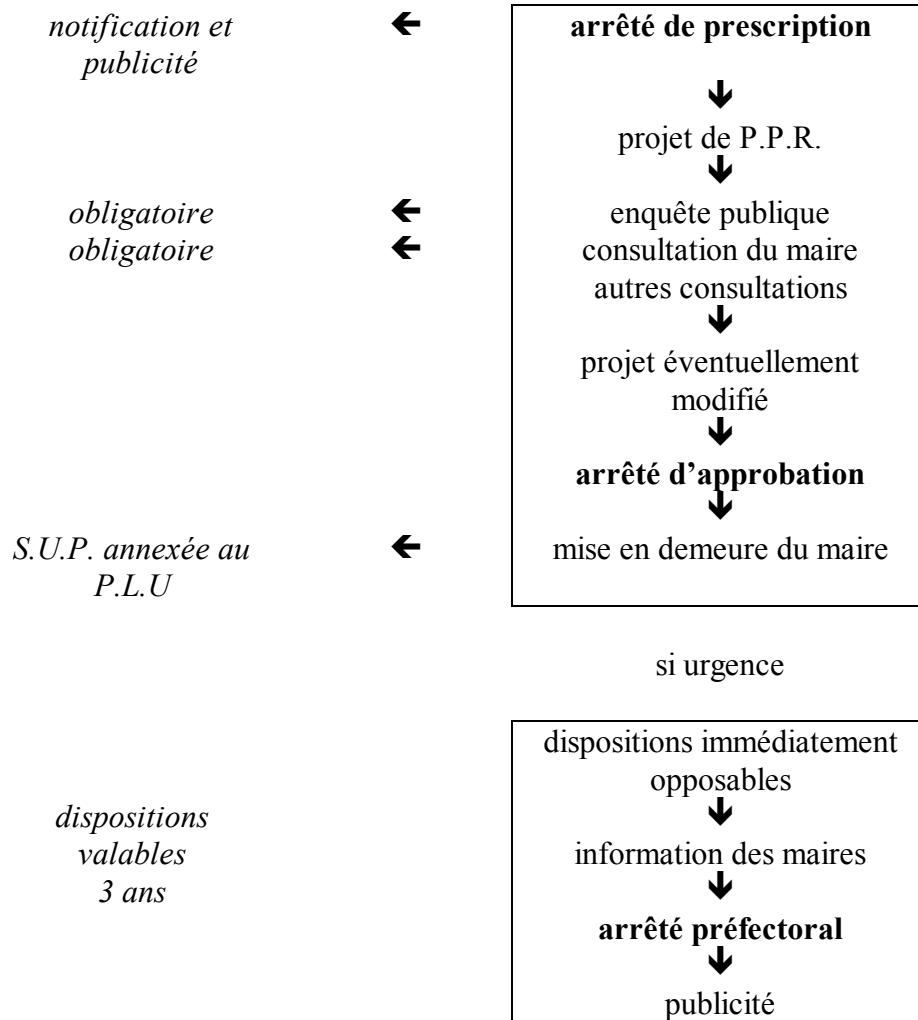 notification et
publicité
🡸
arrêté de prescription
🡻
projet de P.P.R.
🡻
obligatoire
🡸
enquête publique
obligatoire
🡸
consultation du maire
autres consultations
🡻
projet éventuellement
modifié
🡻
arrêté d’approbation
🡻
S.U.P. annexée au
P.L.U
🡸
mise en demeure du maire
si urgence
dispositions immédiatement
opposables
🡻
dispositions
valables
3 ans
information des maires
🡻
arrêté préfectoral
🡻
publicité